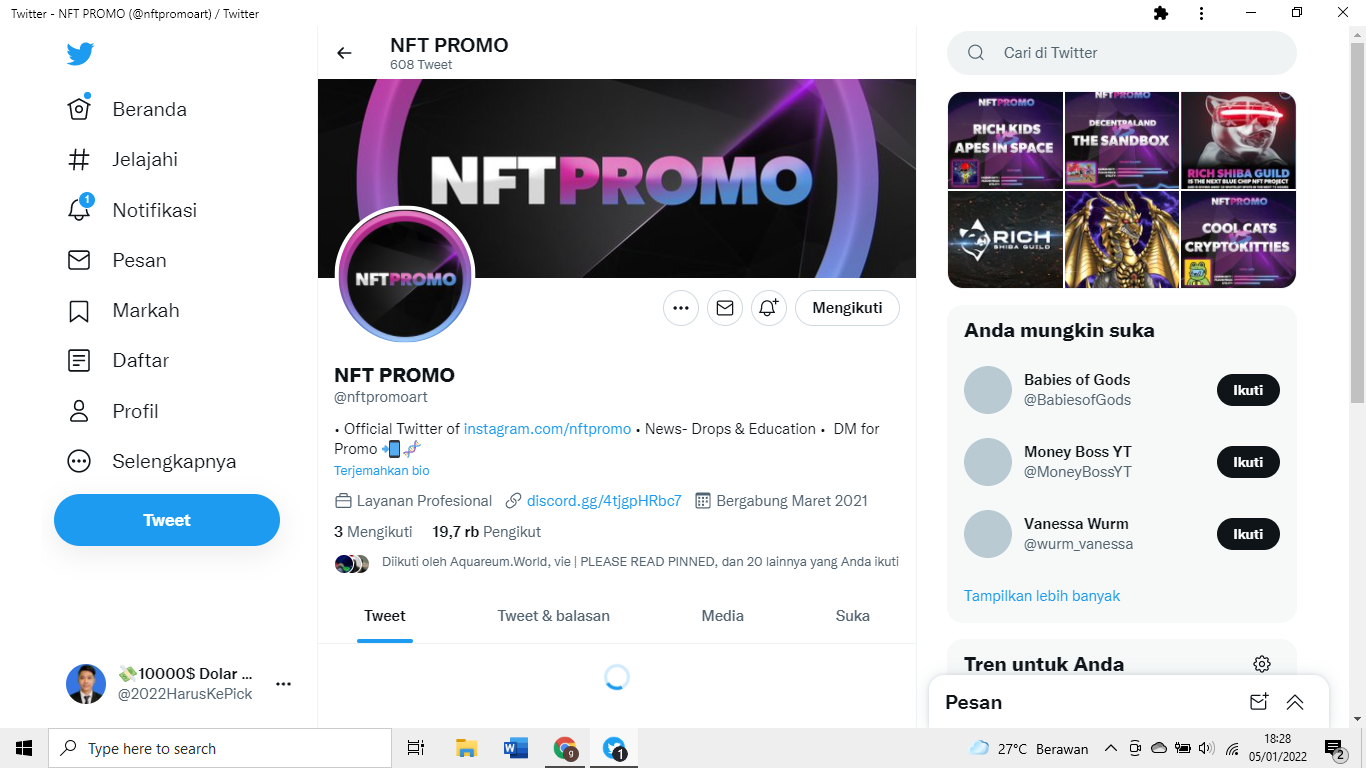 Twitter - NFT PROMO (@nftpromoart) / Twitter
Beranda
Jelajahi
1
Notifikasi
Pesan
Markah
Daftar
Profil
Selengkapnya
Tweet
💸10000$ Dolar ...
@2022HarusKePick
NFT PROMO
608 Tweet
NFTPROMO
NFTPROMO
Mengikuti
NFT PROMO
@nftpromoart
• Official Twitter of instagram.com/nftpromo • News- Drops & Education • DM for
Promo 📲🧬
Terjemahkan bio
Layanan Profesional discord.gg/4tjgpHRbc7 Bergabung Maret 2021
3 Mengikuti 19,7 rb Pengikut
Diikuti oleh Aquareum.World, vie | PLEASE READ PINNED, dan 20 lainnya yang Anda ikuti
Tweet Tweet & balasan Media Suka
Cari di Twitter
NFTPROMO
RICH KIDS
APES IN SPACE
NFTPROMO
DECENTRALAND
THE SANDBOX
RICH SHIBA GUILD
IS THE NEXT BLUE CHIP NFT PROJECT
RICH
SHIBA GUILD
NFTPROMO
COOL CATS
CRYPTOKITTIES
Anda mungkin suka
Babies of Gods
@BabiesofGods
Ikuti
Money Boss YT
@MoneyBossYT
Ikuti
Vanessa Wurm
@wurm_vanessa
Ikuti
Tampilkan lebih banyak
Tren untuk Anda
Pesan
Type here to search
W
g
1
27°C Berawan
18:28
05/01/2022
2